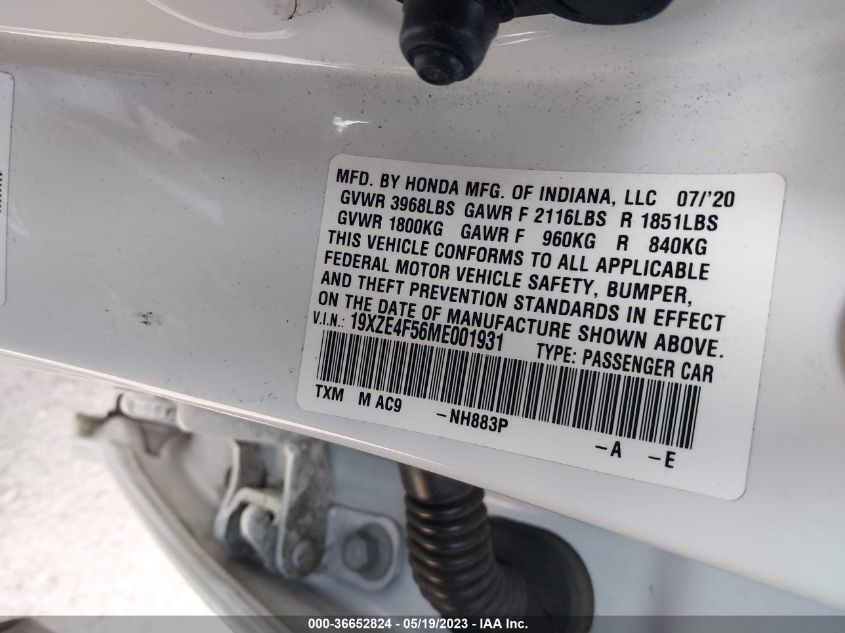 MFD. BY HONDA MFG. OF INDIANA, LLC 07/'20
GVWR 3968LBS GAWR F 2116LBS R 1851LBS
GVWR 1800KG GAWR F 960KG R 840KG
THIS VEHICLE CONFORMS TO ALL APPLICABLE
FEDERAL MOTOR VEHICLE SAFETY, BUMPER,
AND THEFT PREVENTION STANDARDS IN EFFECT
ON THE DATE OF MANUFACTURE SHOWN ABOVE.
V.I.N.: 19XZE4F56ME001931 TYPE: PASSENGER CAR
TXM M AC9 -NH883P -A -E
000-36652824 - 05/19/2023 - IAA Inc.